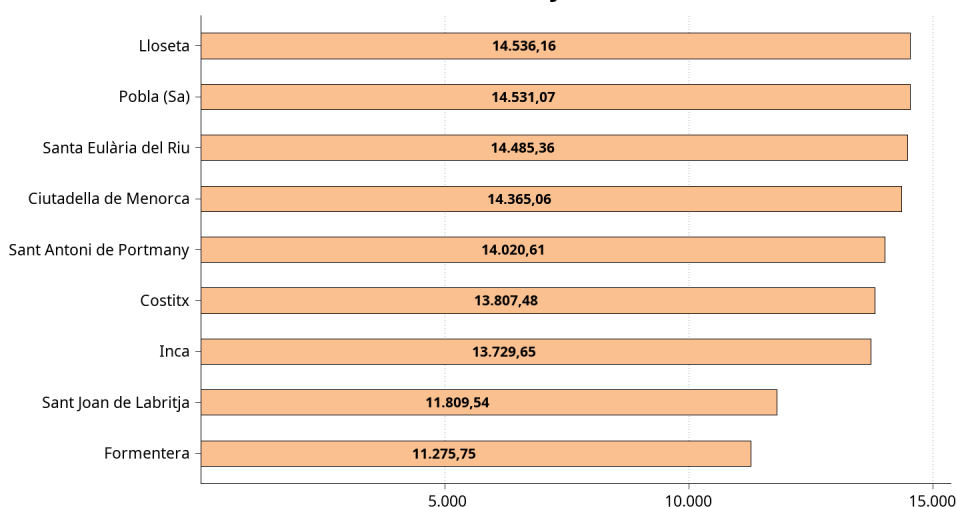 Lloseta 14.536,16
Pobla (Sa) 14.531,07
Santa Eulària del Riu 14.485,36
Ciutadella de Menorca 14.365,06
Sant Antoni de Portmany 14.020,61
Costitx 13.807,48
Inca 13.729,65
Sant Joan de Labritja 11.809,54
Formentera 11.275,75
5.000 10.000 15.000